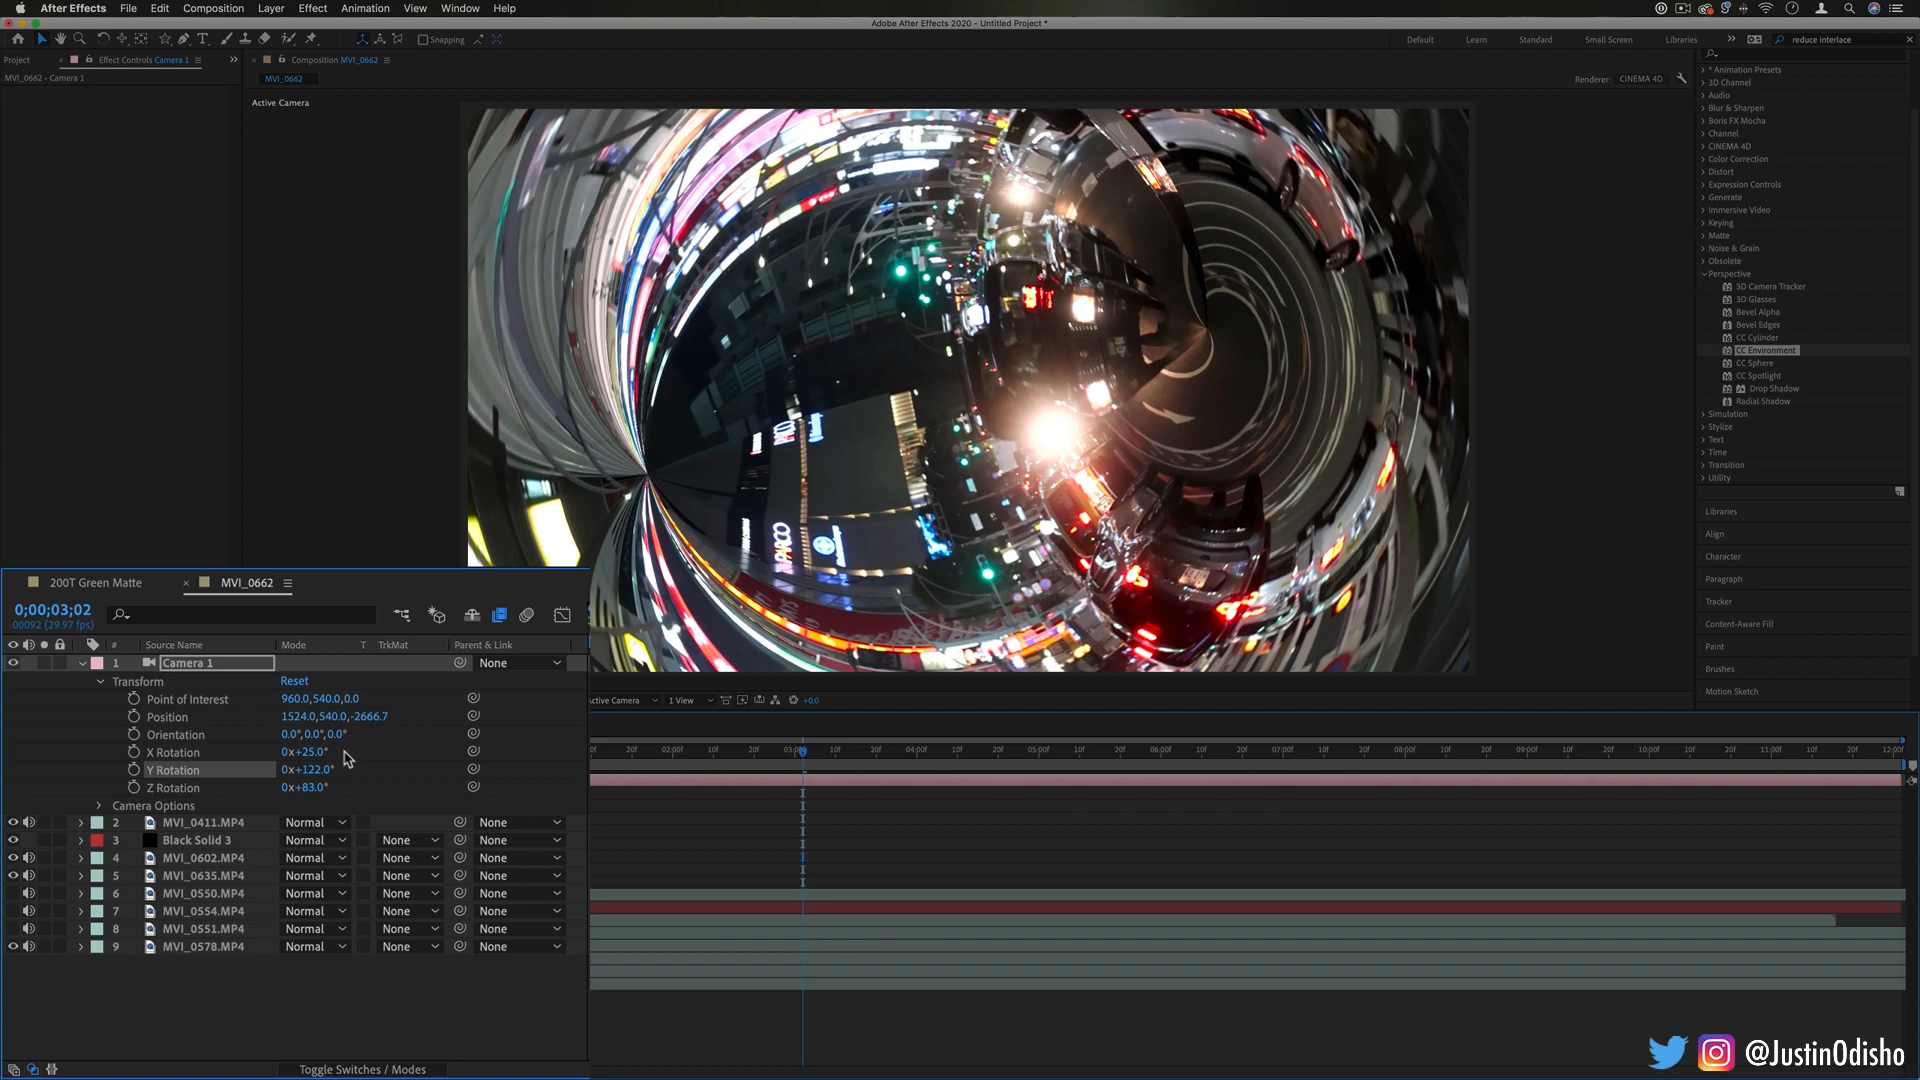 After Effects File Edit Composition Layer Effect Animation View Window Help
Adobe After Effects 2020 - Untitled Project *
Snapping
Default Learn Standard Small Screen Libraries
reduce interlace
Project Effect Controls Camera 1
Composition MVI_0662
MVI_0662 • Camera 1
MVI_0662
Renderer: CINEMA 4D
Active Camera
* Animation Presets
3D Channel
Audio
Blur & Sharpen
Boris FX Mocha
Channel
CINEMA 4D
Color Correction
Distort
Expression Controls
Generate
Immersive Video
Keying
Matte
Noise & Grain
Obsolete
Perspective
3D Camera Tracker
3D Glasses
Bevel Alpha
Bevel Edges
CC Cylinder
CC Environment
CC Sphere
CC Spotlight
Drop Shadow
Radial Shadow
Simulation
Stylize
Text
Time
Transition
Utility
Libraries
Align
Character
Paragraph
Tracker
Content-Aware Fill
Paint
Brushes
Motion Sketch
PARCO
PARCO
200T Green Matte
MVI_0662
0;00;03;02
00092 (29.97 fps)
# Source Name Mode T TrkMat Parent & Link
1 Camera 1 None
Transform Reset
Point of Interest 960.0,540.0,0.0
Position 1524.0,540.0,-2666.7
Orientation 0.0°,0.0°,0.0°
X Rotation 0x+25.0°
Y Rotation 0x+122.0°
Z Rotation 0x+83.0°
Camera Options
2 MVI_0411.MP4 Normal None
3 Black Solid 3 Normal None None
4 MVI_0602.MP4 Normal None None
5 MVI_0635.MP4 Normal None None
6 MVI_0550.MP4 Normal None None
7 MVI_0554.MP4 Normal None None
8 MVI_0551.MP4 Normal None None
9 MVI_0578.MP4 Normal None None
Toggle Switches / Modes
ctive Camera 1 View +0.0
0f 20f 02:00f 10f 20f 03:00f 10f 20f 04:00f 10f 20f 05:00f 10f 20f 06:00f 10f 20f 07:00f 10f 20f 08:00f 10f 20f 09:00f 10f 20f 10:00f 10f 20f 11:00f 10f 20f 12:00f
@JustinOdisho